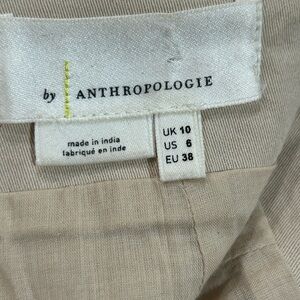 by ANTHROPOLOGIE
made in india
fabriqué en inde
UK 10
US 6
EU 38